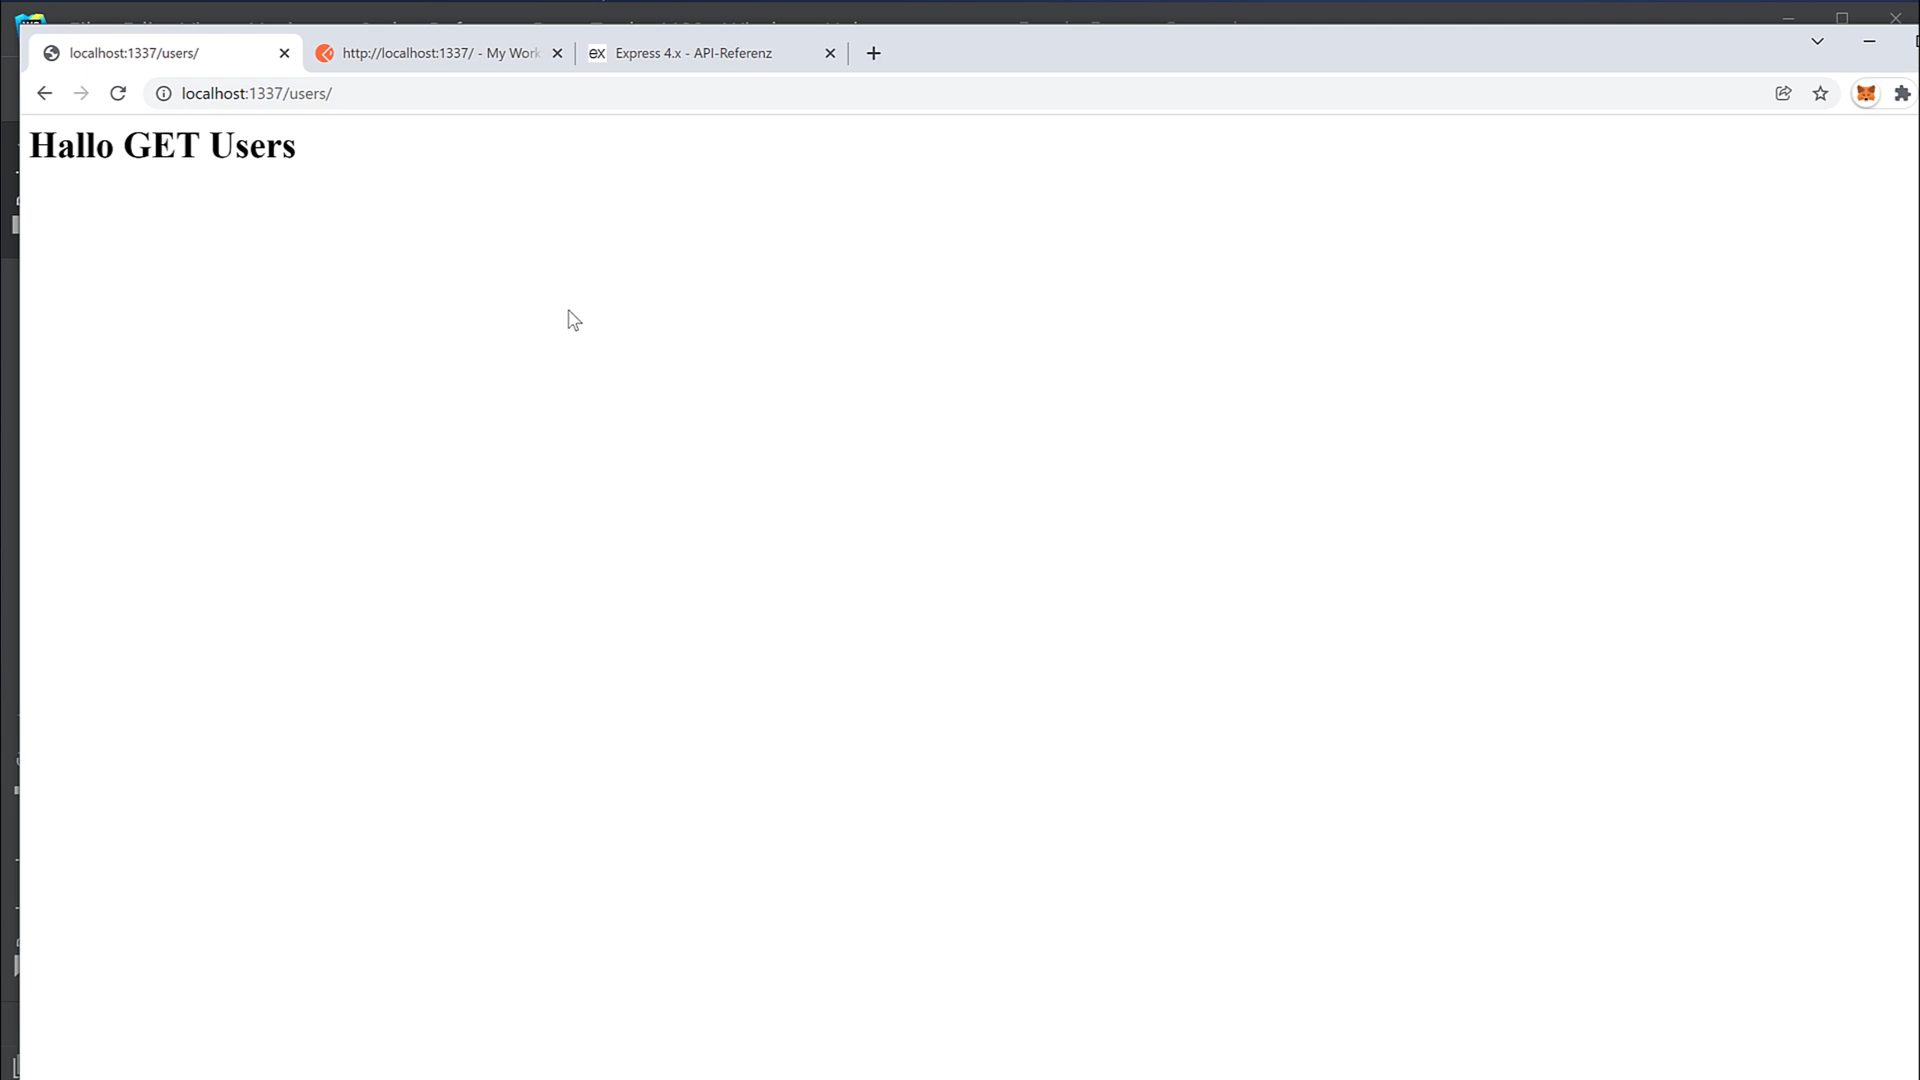 localhost:1337/users/
http://localhost:1337/ - My Work
ex Express 4.x - API-Referenz
localhost:1337/users/
Hallo GET Users